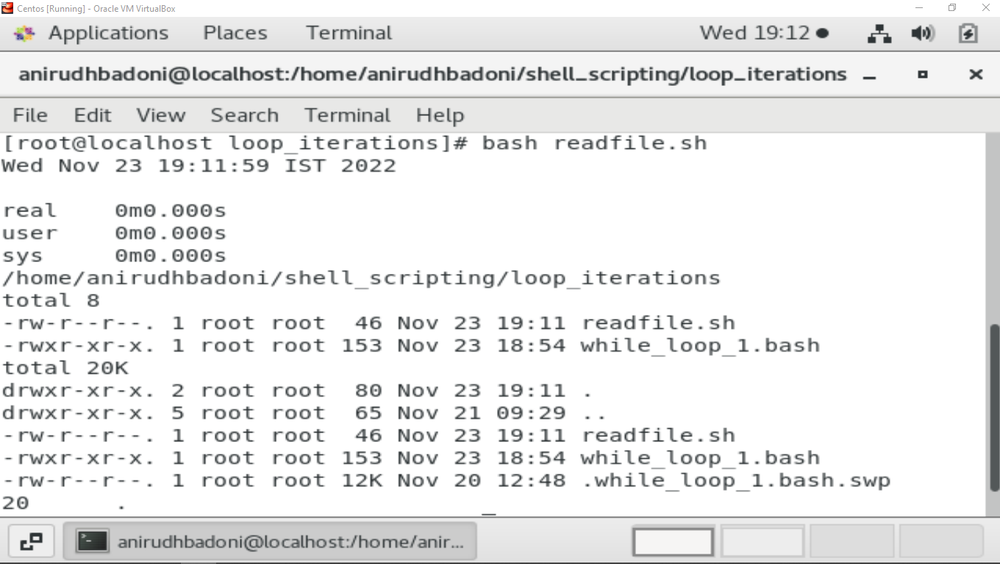 Centos [Running] - Oracle VM VirtualBox
Applications Places Terminal Wed 19:12
anirudhbadoni@localhost:/home/anirudhbadoni/shell_scripting/loop_iterations
File Edit View Search Terminal Help
[root@localhost loop_iterations]# bash readfile.sh
Wed Nov 23 19:11:59 IST 2022
real 0m0.000s
user 0m0.000s
sys 0m0.000s
/home/anirudhbadoni/shell_scripting/loop_iterations
total 8
-rw-r--r--. 1 root root 46 Nov 23 19:11 readfile.sh
-rwxr-xr-x. 1 root root 153 Nov 23 18:54 while_loop_1.bash
total 20K
drwxr-xr-x. 2 root root 80 Nov 23 19:11 .
drwxr-xr-x. 5 root root 65 Nov 21 09:29 ..
-rw-r--r--. 1 root root 46 Nov 23 19:11 readfile.sh
-rwxr-xr-x. 1 root root 153 Nov 23 18:54 while_loop_1.bash
-rw-r--r--. 1 root root 12K Nov 20 12:48 .while_loop_1.bash.swp
20 .
anirudhbadoni@localhost:/home/anir...